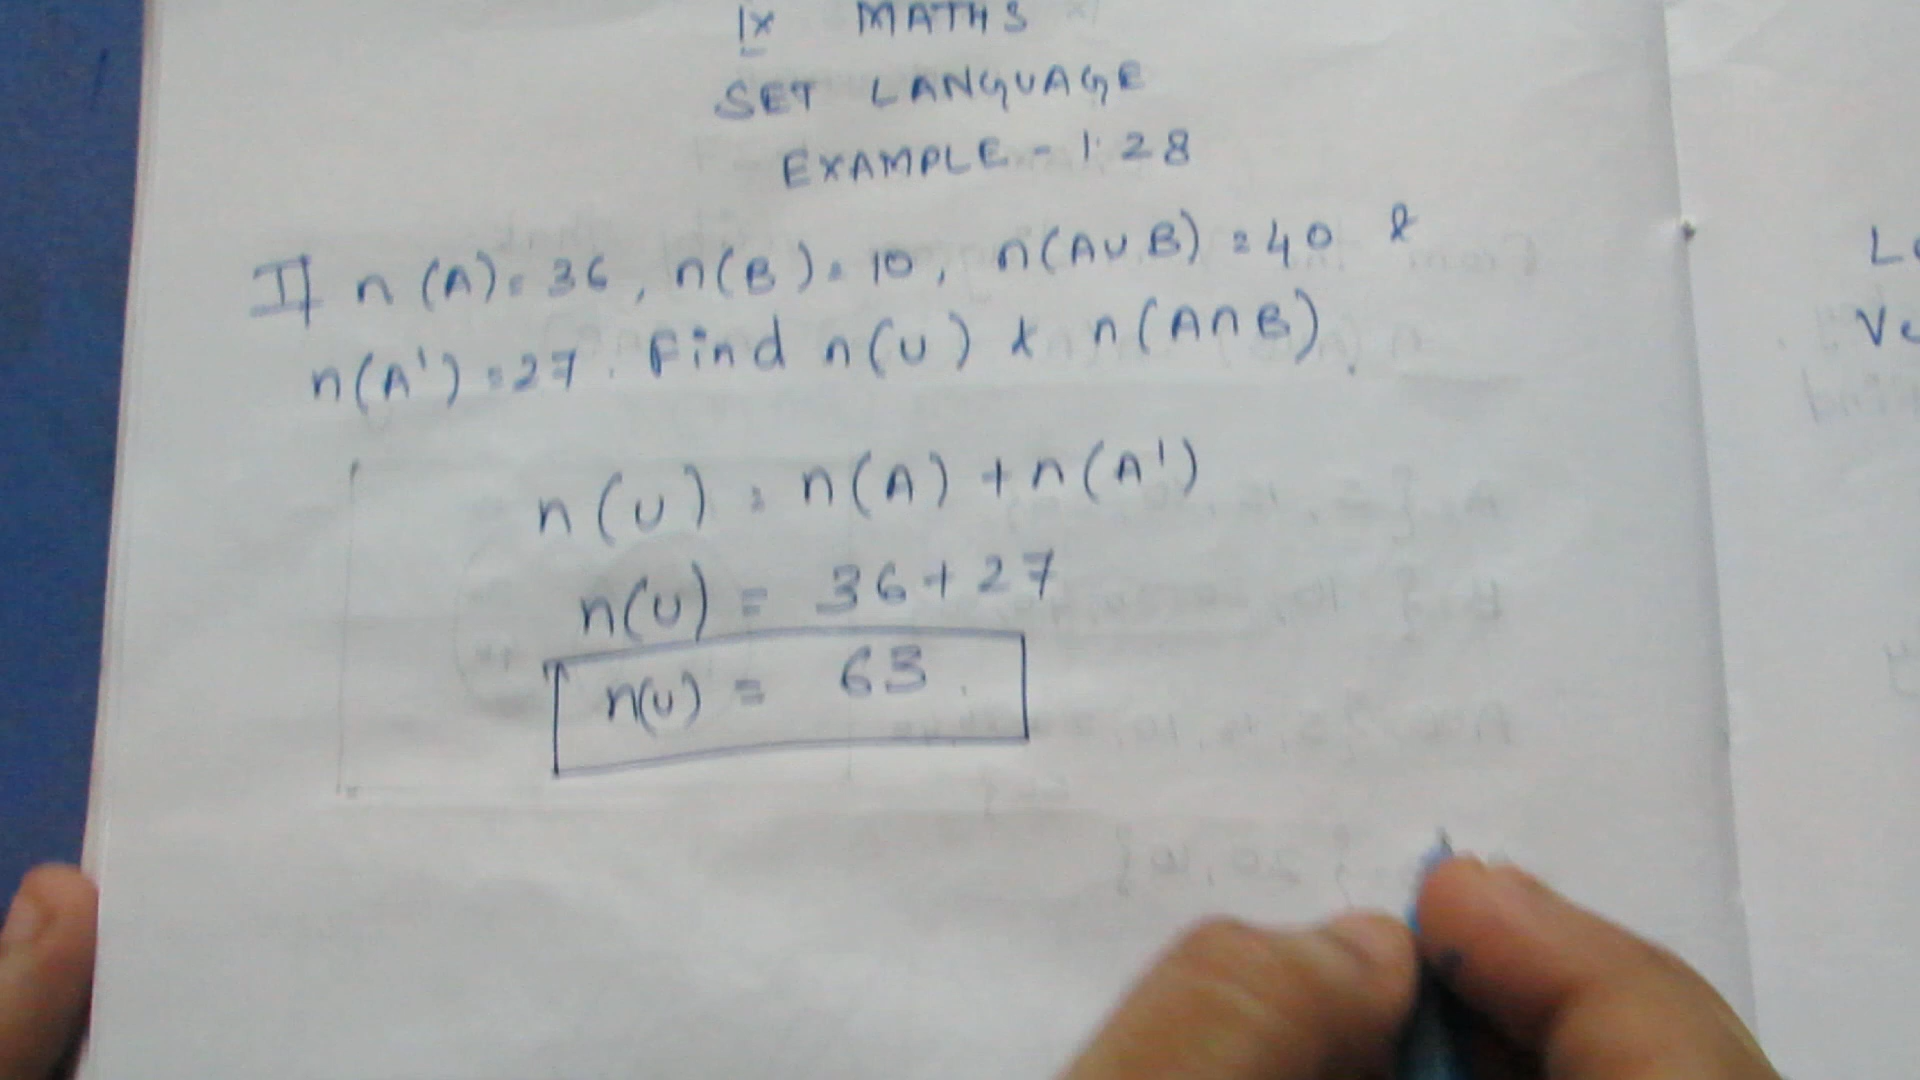 IX MATHS
SET LANGUAGE
EXAMPLE - 1.28
If n(A) = 36, n(B) = 10, n(A∪B) = 40 &
n(A') = 27. Find n(U) & n(A∩B).
n(U) = n(A) + n(A')
n(U) = 36 + 27
n(U) = 63.